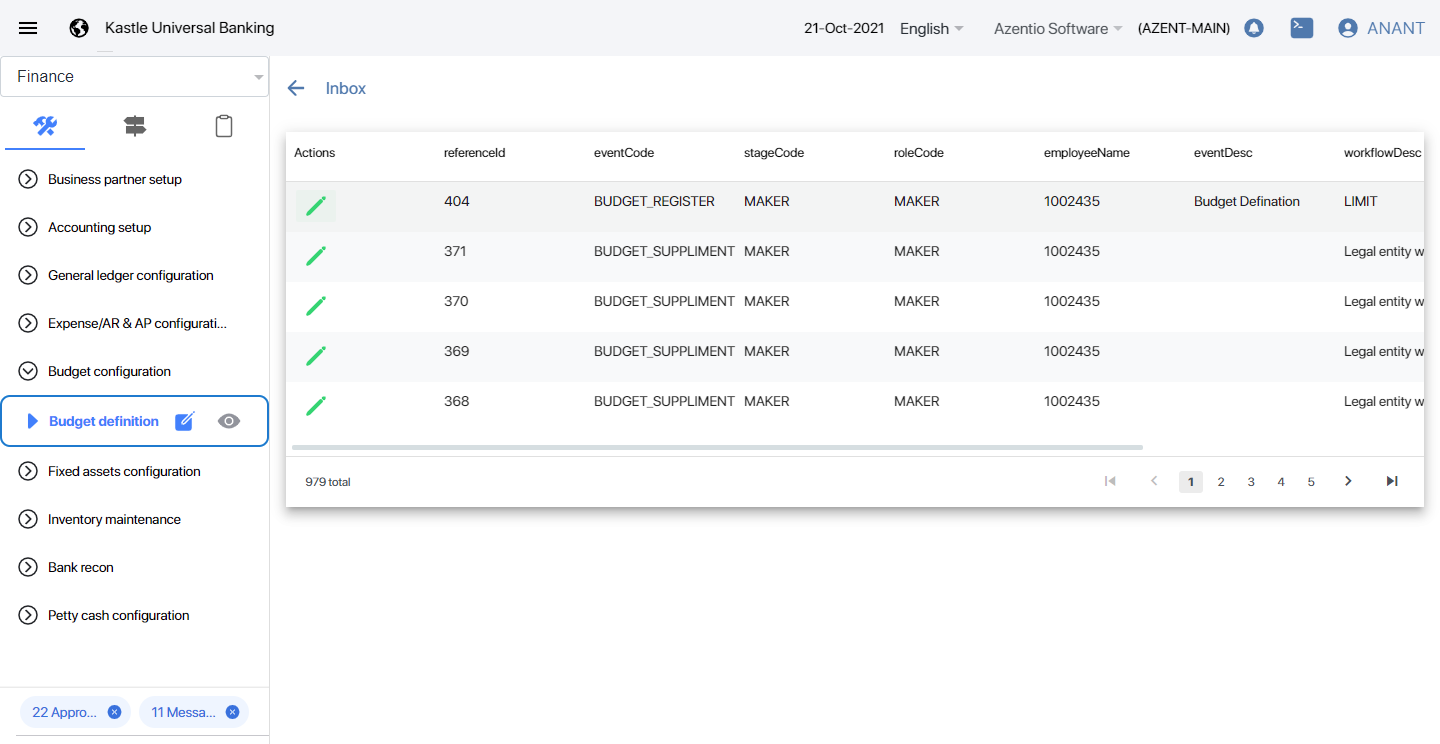 Kastle Universal Banking
21-Oct-2021 English Azentio Software (AZENT-MAIN) ANANT
Finance
Business partner setup
Accounting setup
General ledger configuration
Expense/AR & AP configurati...
Budget configuration
Budget definition
Fixed assets configuration
Inventory maintenance
Bank recon
Petty cash configuration
22 Appro...
11 Messa...
Inbox
Actions referenceId eventCode stageCode roleCode employeeName eventDesc workflowDesc
404 BUDGET_REGISTER MAKER MAKER 1002435 Budget Defination LIMIT
371 BUDGET_SUPPLIMENT MAKER MAKER 1002435 Legal entity w
370 BUDGET_SUPPLIMENT MAKER MAKER 1002435 Legal entity w
369 BUDGET_SUPPLIMENT MAKER MAKER 1002435 Legal entity w
368 BUDGET_SUPPLIMENT MAKER MAKER 1002435 Legal entity w
979 total 1 2 3 4 5